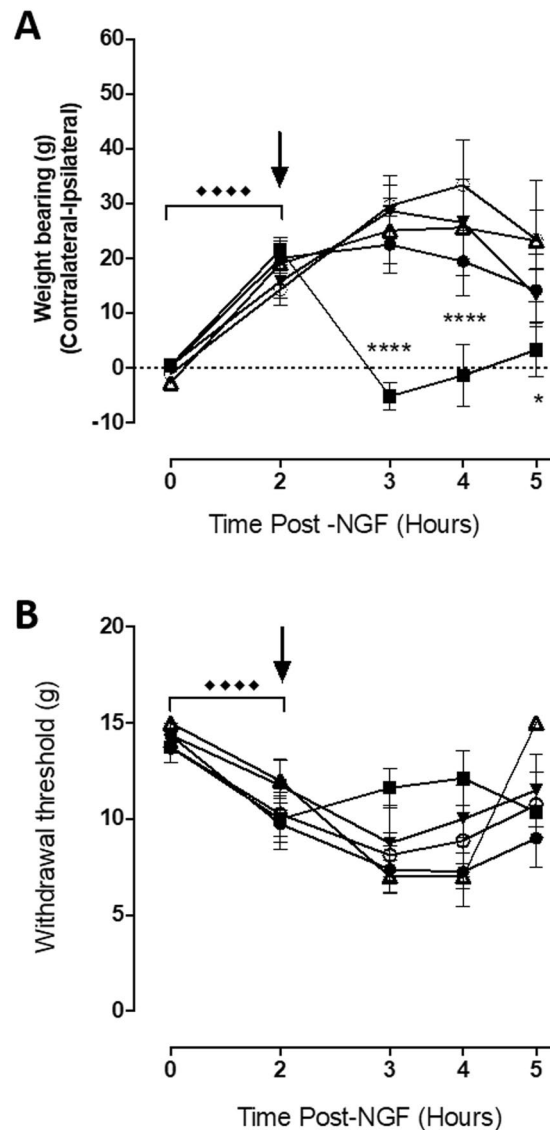 A
60
50
40
30
20
10
0
-10
Weight bearing (g)
(Contralateral-Ipsilateral)
****
****
*
0 2 3 4 5
Time Post -NGF (Hours)
B
20
15
10
5
0
Withdrawal threshold (g)
0 2 3 4 5
Time Post-NGF (Hours)